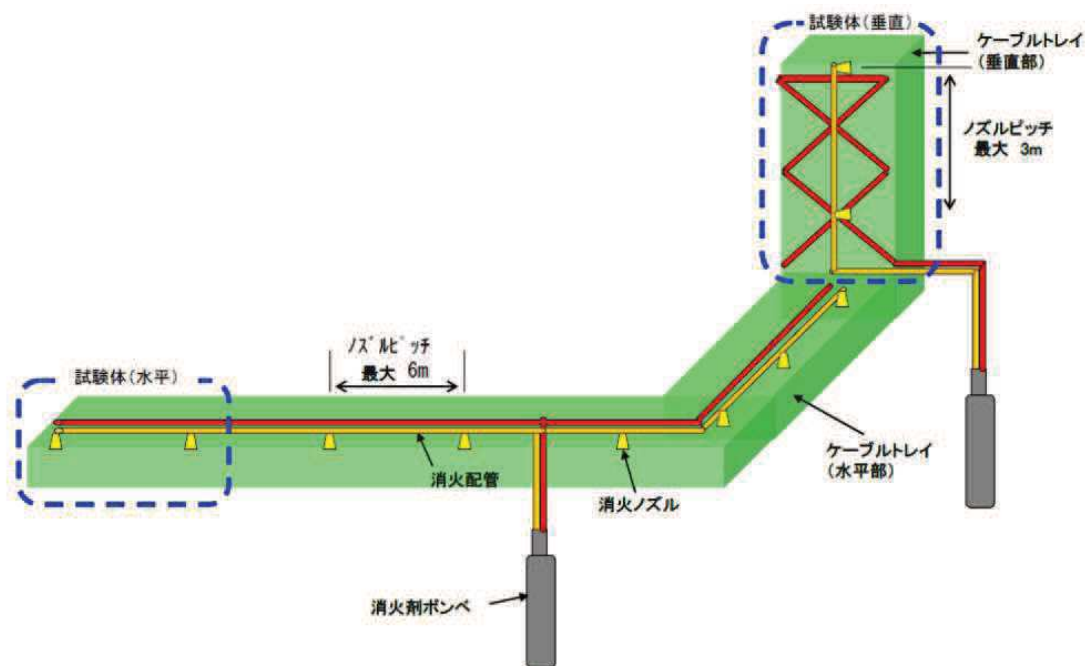 試験体(垂直)
ケーブルトレイ
(垂直部)
ノズルピッチ
最大 3m
ノズルピッチ
最大 6m
試験体(水平)
消火配管
消火ノズル
ケーブルトレイ
(水平部)
消火剤ボンベ